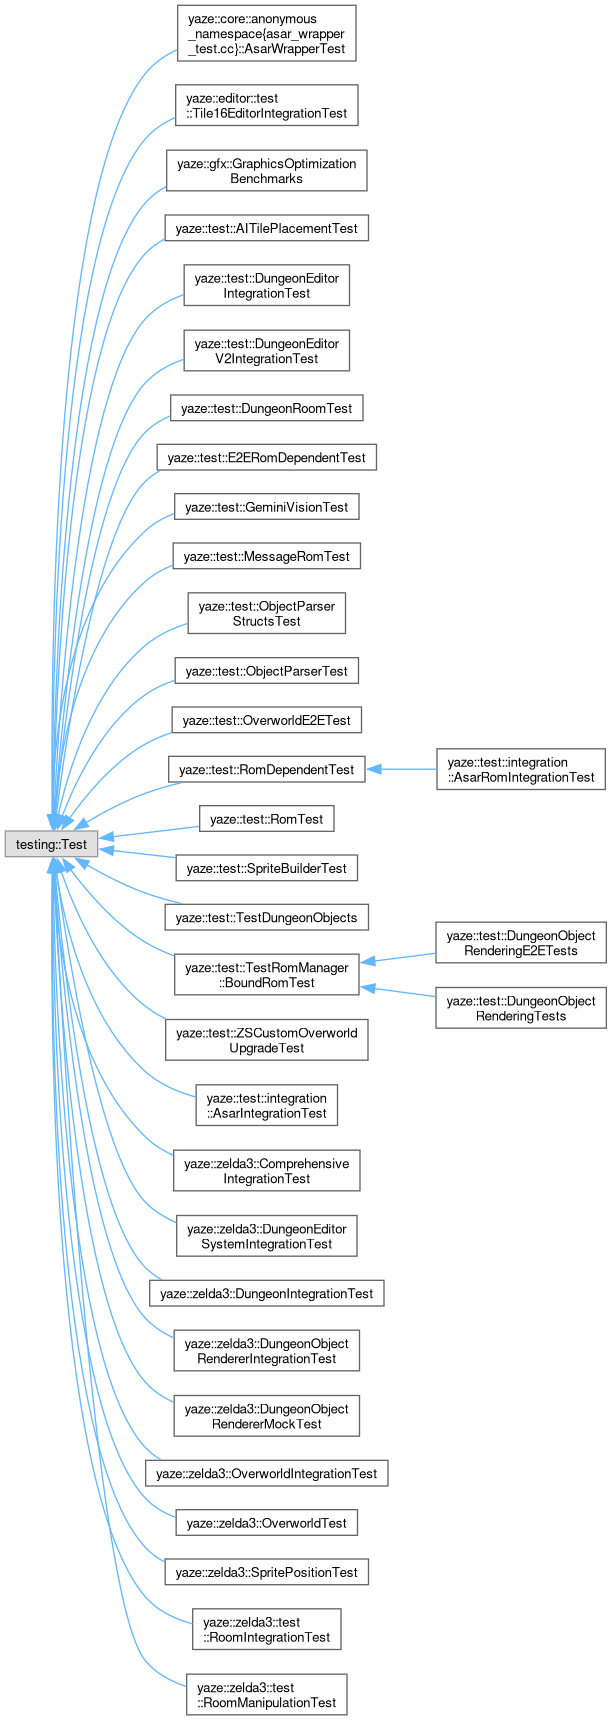 yaze::core::anonymous
_namespace{asar_wrapper
_test.cc}::AsarWrapperTest
yaze::editor::test
::Tile16EditorIntegrationTest
yaze::gfx::GraphicsOptimization
Benchmarks
yaze::test::AITilePlacementTest
yaze::test::DungeonEditor
IntegrationTest
yaze::test::DungeonEditor
V2IntegrationTest
yaze::test::DungeonRoomTest
yaze::test::E2ERomDependentTest
yaze::test::GeminiVisionTest
yaze::test::MessageRomTest
yaze::test::ObjectParser
StructsTest
yaze::test::ObjectParserTest
yaze::test::OverworldE2ETest
yaze::test::RomDependentTest
yaze::test::integration
::AsarRomIntegrationTest
yaze::test::RomTest
testing::Test
yaze::test::SpriteBuilderTest
yaze::test::TestDungeonObjects
yaze::test::TestRomManager
::BoundRomTest
yaze::test::DungeonObject
RenderingE2ETests
yaze::test::DungeonObject
RenderingTests
yaze::test::ZSCustomOverworld
UpgradeTest
yaze::test::integration
::AsarIntegrationTest
yaze::zelda3::Comprehensive
IntegrationTest
yaze::zelda3::DungeonEditor
SystemIntegrationTest
yaze::zelda3::DungeonIntegrationTest
yaze::zelda3::DungeonObject
RendererIntegrationTest
yaze::zelda3::DungeonObject
RendererMockTest
yaze::zelda3::OverworldIntegrationTest
yaze::zelda3::OverworldTest
yaze::zelda3::SpritePositionTest
yaze::zelda3::test
::RoomIntegrationTest
yaze::zelda3::test
::RoomManipulationTest